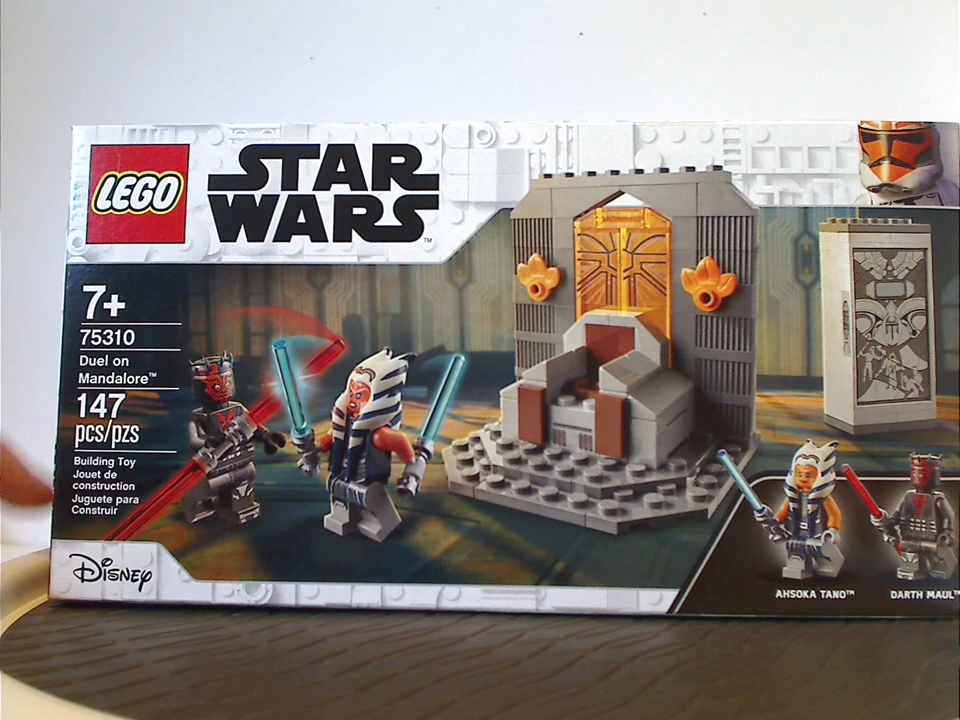 LEGO
STAR
WARS™
7+
75310
Duel on
Mandalore™
147
pcs/pzs
Building Toy
Jouet de
construction
Juguete para
Construir
Disney
AHSOKA TANO™
DARTH MAUL™